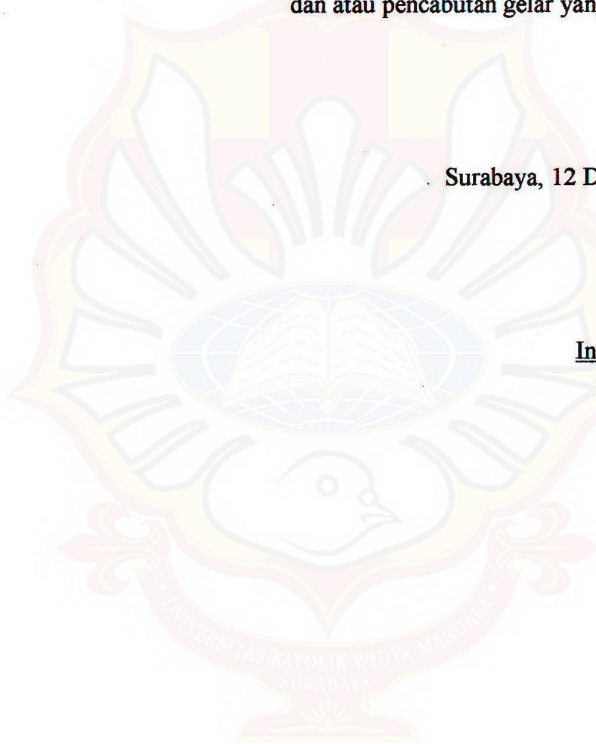 dan atau pencabutan gelar yan
Surabaya, 12 D
In
UNIVERSITAS KATOLIK WIDYA MANDALA
SURABAYA